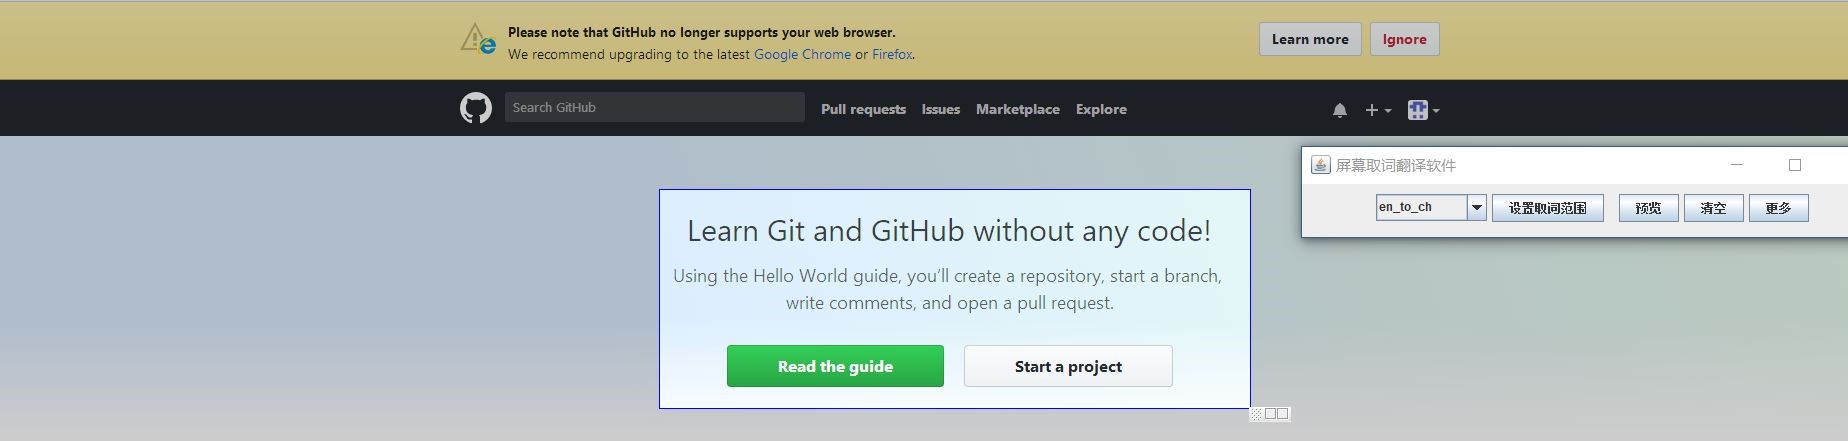 Please note that GitHub no longer supports your web browser.
We recommend upgrading to the latest Google Chrome or Firefox.
Learn more
Ignore
Search GitHub
Pull requests
Issues
Marketplace
Explore
屏幕取词翻译软件
en_to_ch
设置取词范围
预览
清空
更多
Learn Git and GitHub without any code!
Using the Hello World guide, you’ll create a repository, start a branch,
write comments, and open a pull request.
Read the guide
Start a project